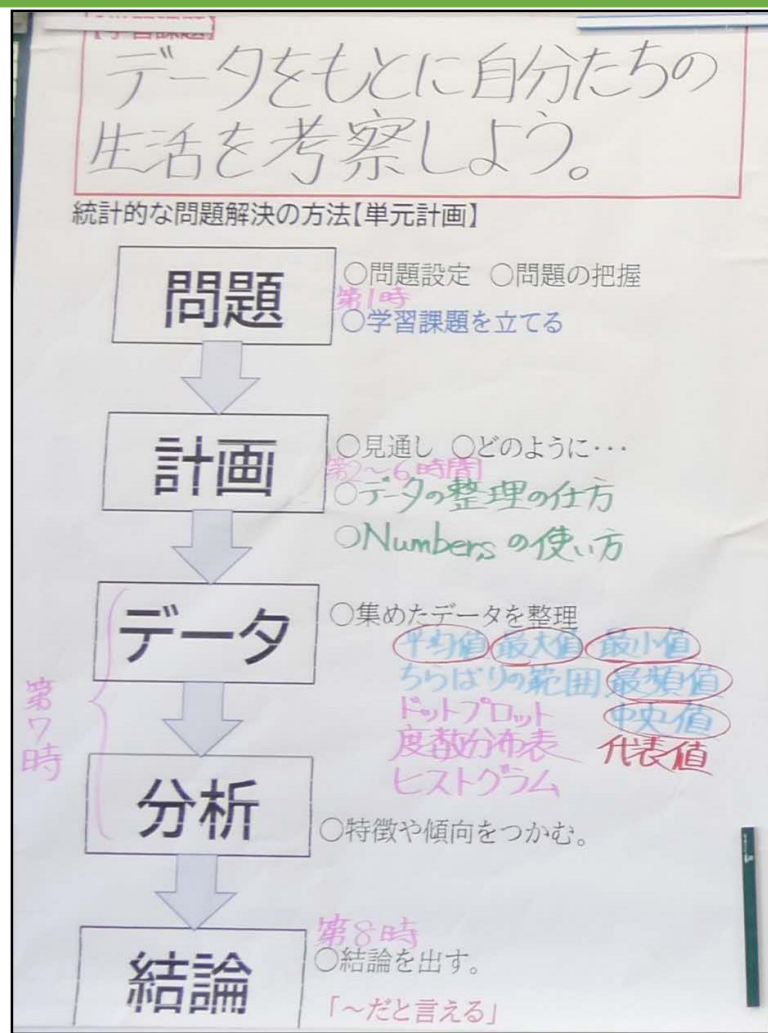 【学習課題】
データをもとに自分たちの
生活を考察しよう。
統計的な問題解決の方法【単元計画】
問題
○問題設定 ○問題の把握
第1時
○学習課題を立てる
計画
○見通し ○どのように・・・
第2～6時間
○データの整理の仕方
○Numbersの使い方
第7時
データ
○集めたデータを整理
平均値 最大値 最小値
ちらばりの範囲 最頻値
ドットプロット 中央値
度数分布表 代表値
ヒストグラム
分析
○特徴や傾向をつかむ。
第8時
結論
○結論を出す。
「～だと言える」